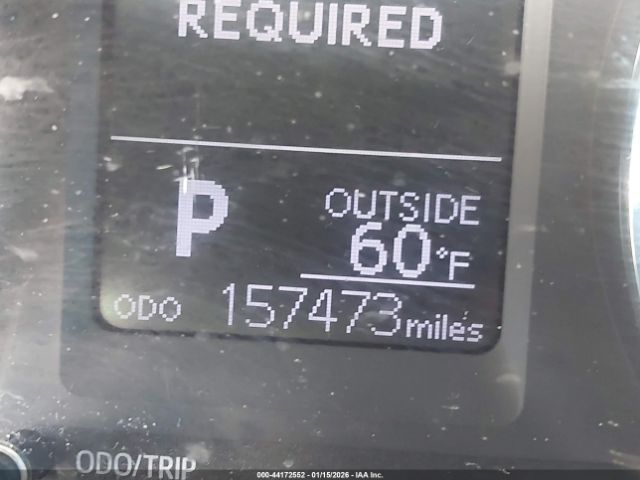 REQUIRED
P
OUTSIDE
60°F
ODO 157473 miles
ODO/TRIP
000-44172552 - 01/15/2026 - IAA Inc.